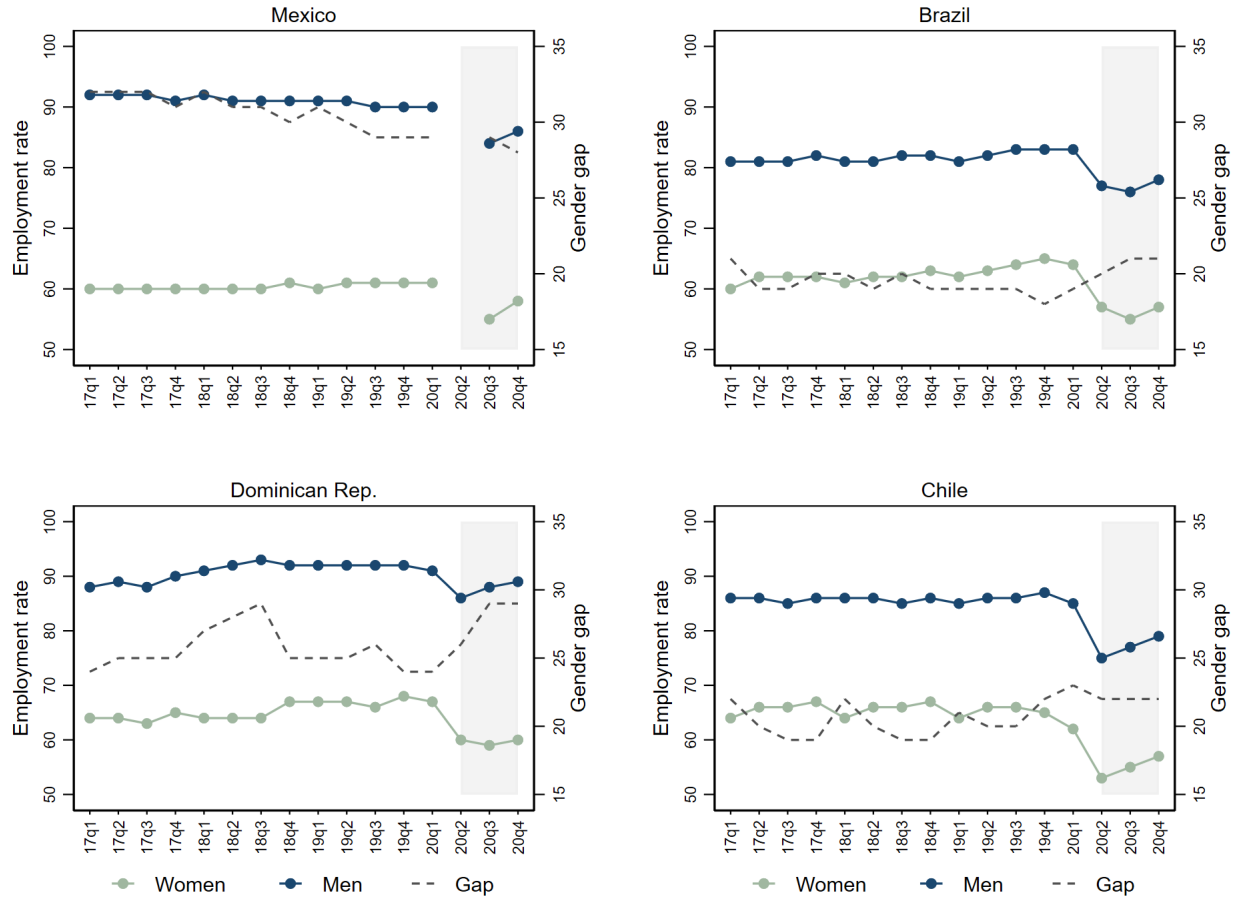 Mexico
Employment rate
100
90
80
70
60
50
Gender gap
35
30
25
20
15
17q1
17q2
17q3
17q4
18q1
18q2
18q3
18q4
19q1
19q2
19q3
19q4
20q1
20q2
20q3
20q4
Brazil
Employment rate
100
90
80
70
60
50
Gender gap
35
30
25
20
15
17q1
17q2
17q3
17q4
18q1
18q2
18q3
18q4
19q1
19q2
19q3
19q4
20q1
20q2
20q3
20q4
Dominican Rep.
Employment rate
100
90
80
70
60
50
Gender gap
35
30
25
20
15
17q1
17q2
17q3
17q4
18q1
18q2
18q3
18q4
19q1
19q2
19q3
19q4
20q1
20q2
20q3
20q4
Women Men Gap
Chile
Employment rate
100
90
80
70
60
50
Gender gap
35
30
25
20
15
17q1
17q2
17q3
17q4
18q1
18q2
18q3
18q4
19q1
19q2
19q3
19q4
20q1
20q2
20q3
20q4
Women Men Gap